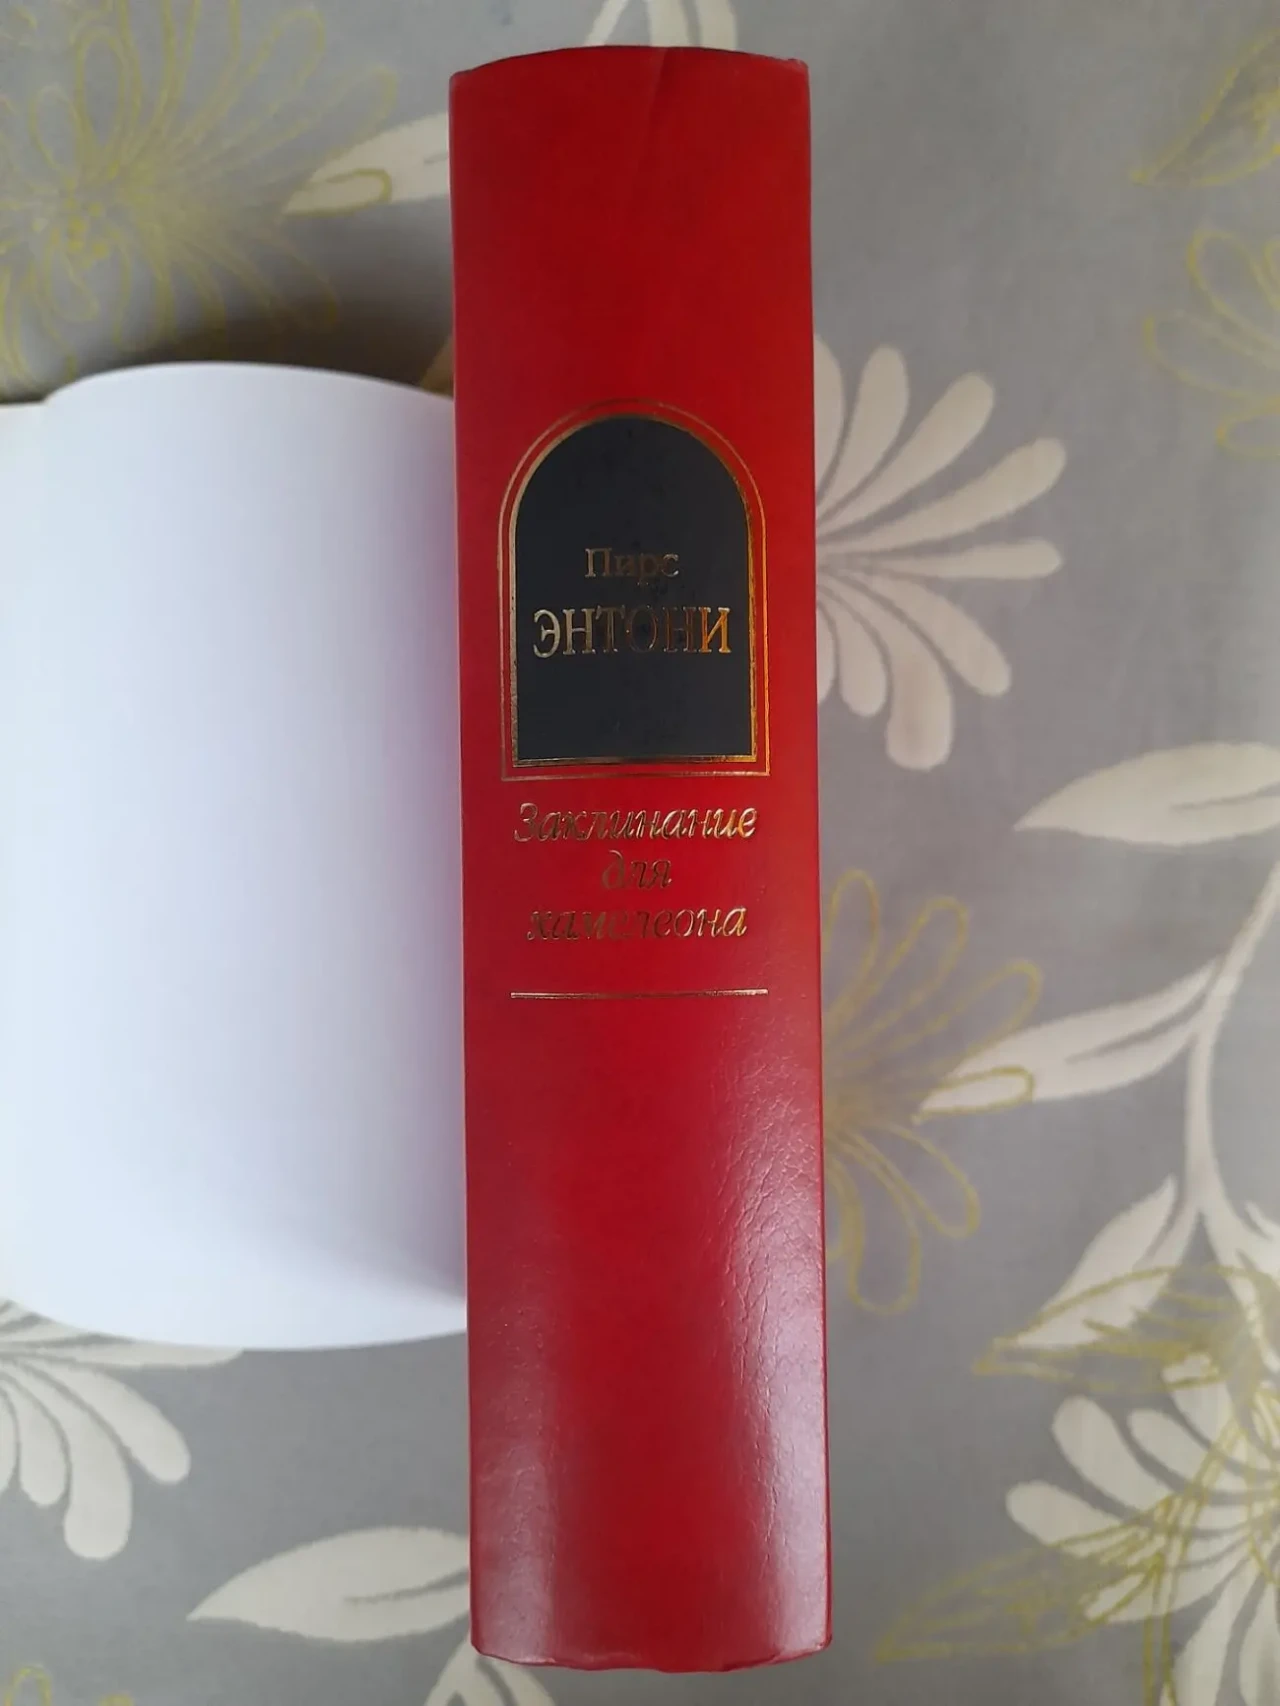 Пирс
ЭНТОНИ
Заклинание
для
хамелеона